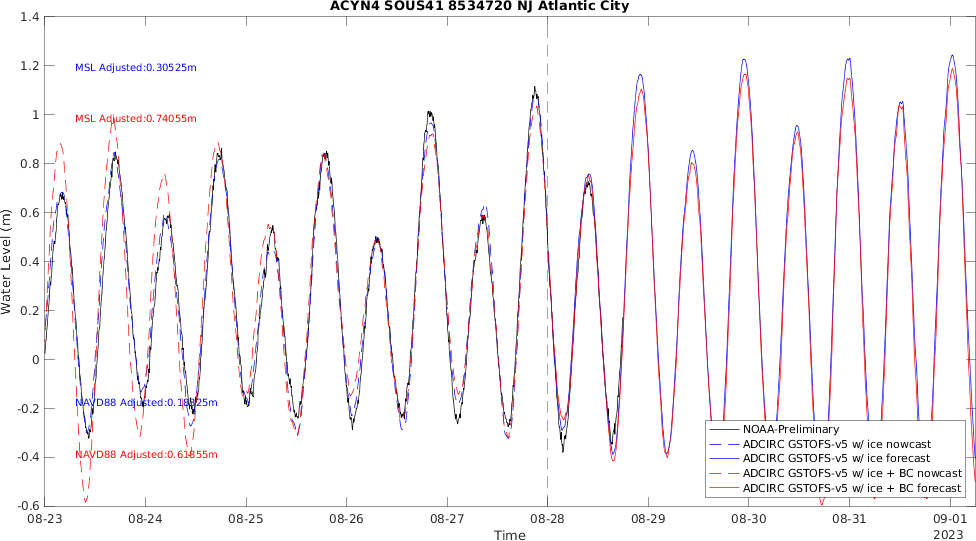 ACYN4 SOUS41 8534720 NJ Atlantic City
1.4
1.2
1
0.8
0.6
0.4
0.2
0
-0.2
-0.4
-0.6
Water Level (m)
MSL Adjusted:0.30525m
MSL Adjusted:0.74055m
NAVD88 Adjusted:0.18325m
NAVD88 Adjusted:0.61855m
NOAA-Preliminary
ADCIRC GSTOFS-v5 w/ ice nowcast
ADCIRC GSTOFS-v5 w/ ice forecast
ADCIRC GSTOFS-v5 w/ ice + BC nowcast
ADCIRC GSTOFS-v5 w/ ice + BC forecast
08-23 08-24 08-25 08-26 08-27 08-28 08-29 08-30 08-31 09-01
Time
2023